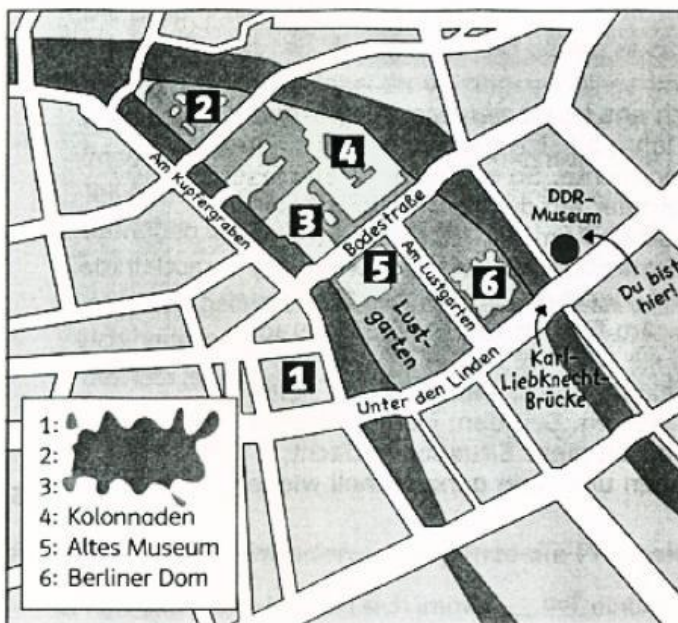 2
4
Am Kupfergraben
3
Bodestraße
DDR-
Museum
5
Am Lustgarten
6
Du bist
hier!
Lust-
garten
Karl-
Liebknecht-
Brücke
1
Unter den Linden
1:
2:
3:
4: Kolonnaden
5: Altes Museum
6: Berliner Dom